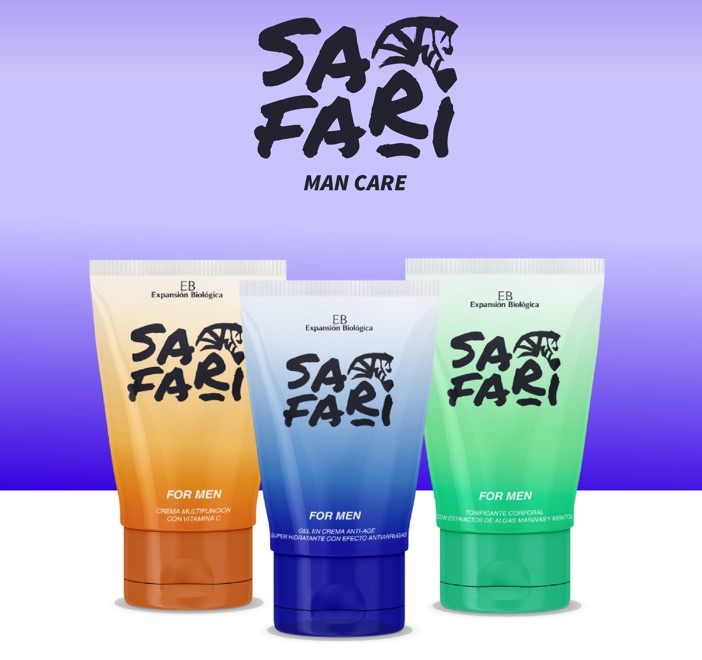 SA
FARI
MAN CARE
EB
Expansión Biológica
SA
FARI
FOR MEN
CREMA MULTIFUNCIÓN
CON VITAMINA C
EB
Expansión Biológica
SA
FARI
FOR MEN
GEL EN CREMA ANTI-AGE
SUPER HIDRATANTE CON EFECTO ANTIARRUGAS
EB
Expansión Biológica
SA
FARI
FOR MEN
TONIFICANTE CORPORAL
CON ESTRACTOS DE ALGAS MARINAS Y MENTOL